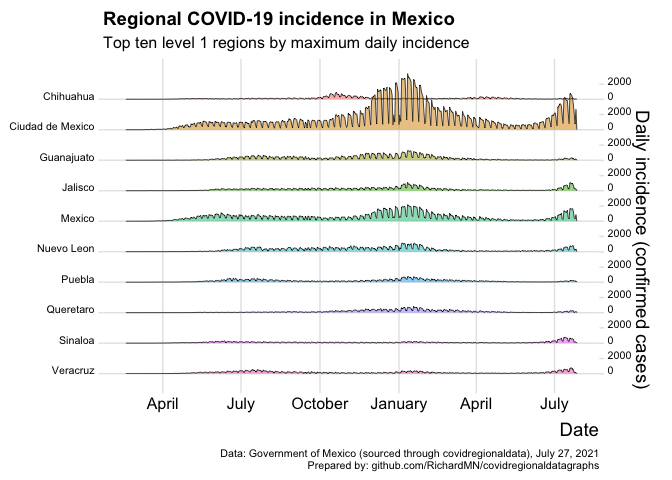 Regional COVID-19 incidence in Mexico
Top ten level 1 regions by maximum daily incidence
Chihuahua
Ciudad de Mexico
Guanajuato
Jalisco
Mexico
Nuevo Leon
Puebla
Queretaro
Sinaloa
Veracruz
2000
0
2000
0
2000
0
2000
0
2000
0
2000
0
2000
0
2000
0
2000
0
2000
0
Daily incidence (confirmed cases)
April
July
October
January
April
July
Date
Data: Government of Mexico (sourced through covidregionaldata), July 27, 2021
Prepared by: github.com/RichardMN/covidregionaldatagraphs